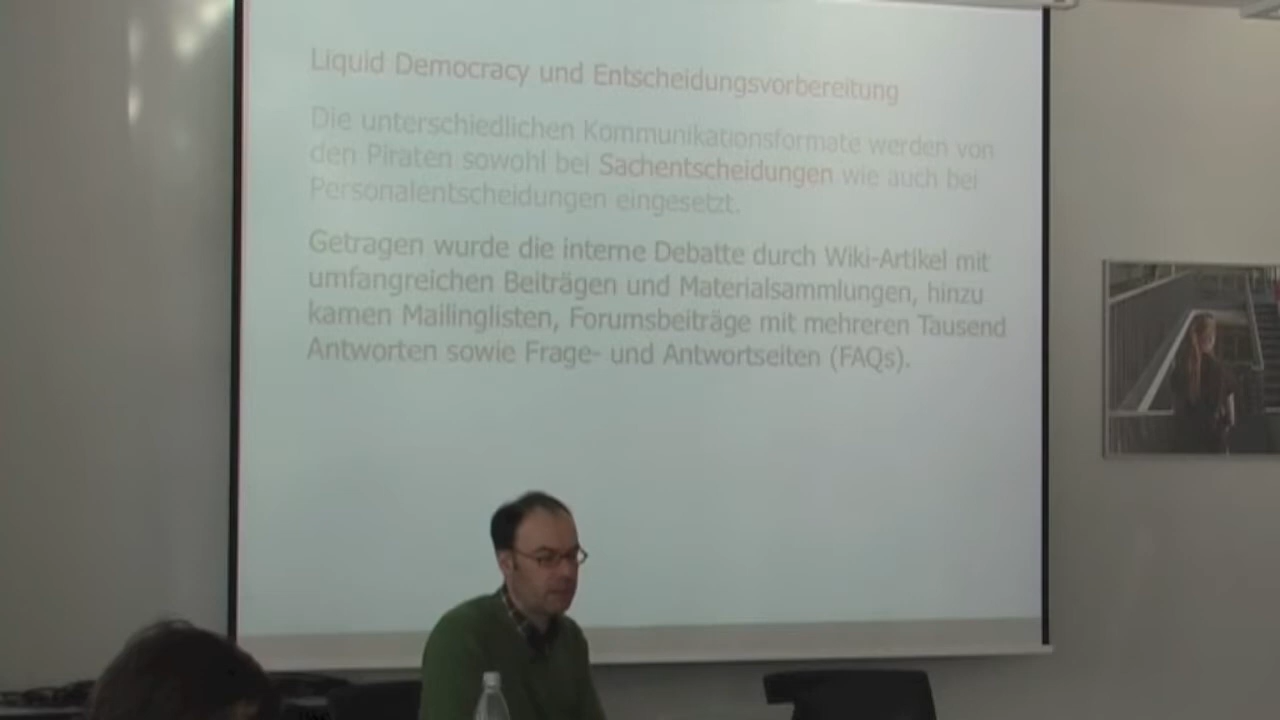 Liquid Democracy und Entscheidungsvorbereitung
Die unterschiedlichen Kommunikationsformate werden von
den Piraten sowohl bei Sachentscheidungen wie auch bei
Personalentscheidungen eingesetzt.
Getragen wurde die interne Debatte durch Wiki-Artikel mit
umfangreichen Beiträgen und Materialsammlungen, hinzu
kamen Mailinglisten, Forumsbeiträge mit mehreren Tausend
Antworten sowie Frage- und Antwortseiten (FAQs).